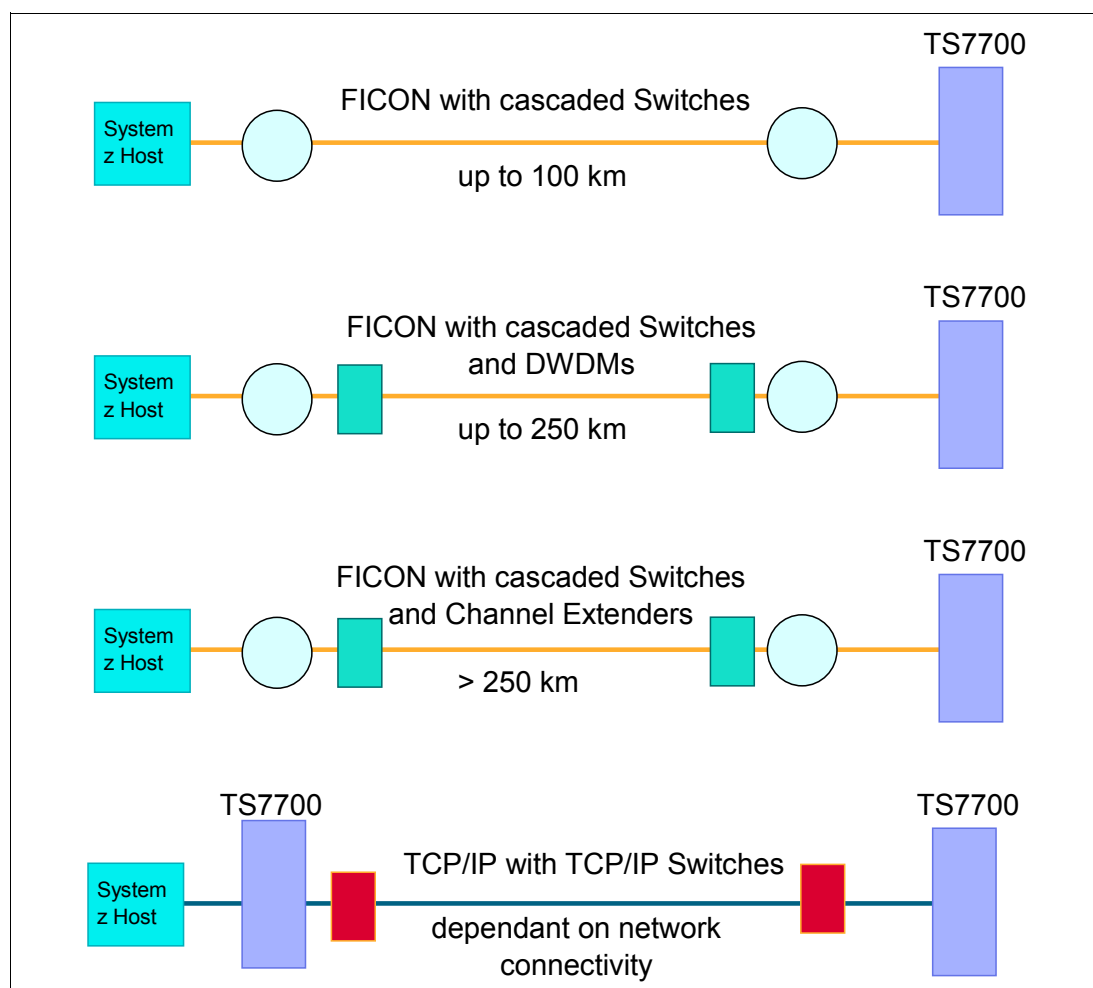 TS7700
FICON with cascaded Switches
System
z Host
up to 100 km
TS7700
FICON with cascaded Switches
and DWDMs
System
z Host
up to 250 km
TS7700
FICON with cascaded Switches
and Channel Extenders
System
z Host
> 250 km
TS7700
TS7700
TCP/IP with TCP/IP Switches
System
z Host
dependant on network
connectivity